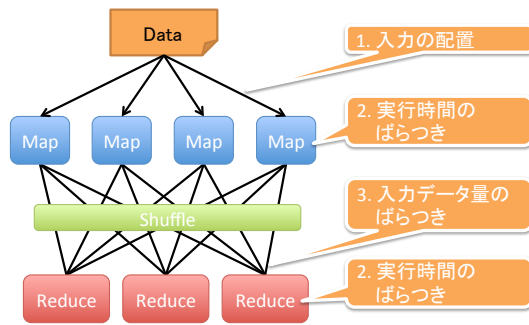 Data
1. 入力の配置
Map
Map
Map
Map
2. 実行時間の
ばらつき
Shuffle
3. 入力データ量の
ばらつき
Reduce
Reduce
Reduce
2. 実行時間の
ばらつき